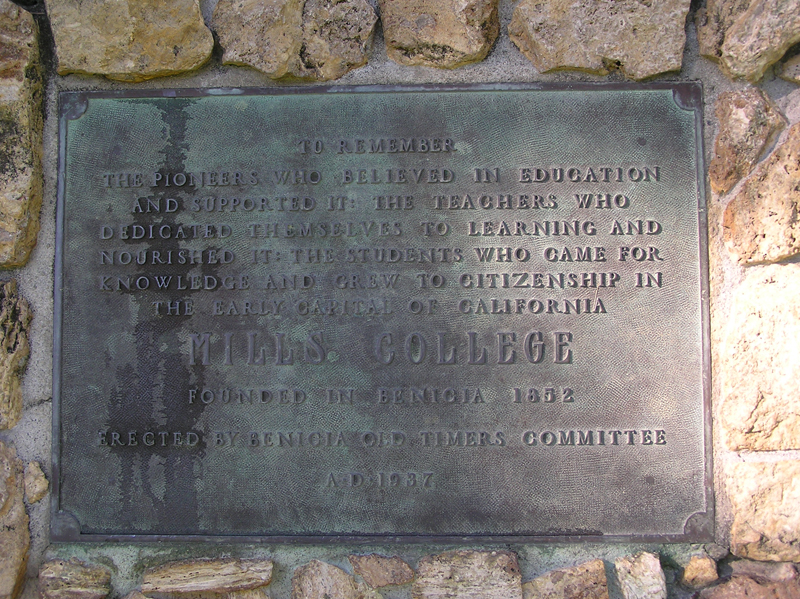 TO REMEMBER
THE PIONEERS WHO BELIEVED IN EDUCATION
AND SUPPORTED IT: THE TEACHERS WHO
DEDICATED THEMSELVES TO LEARNING AND
NOURISHED IT: THE STUDENTS WHO CAME FOR
KNOWLEDGE AND GREW TO CITIZENSHIP IN
THE EARLY CAPITAL OF CALIFORNIA
MILLS COLLEGE
FOUNDED IN BENICIA 1852
ERECTED BY BENICIA OLD TIMERS COMMITTEE
A·D·1937